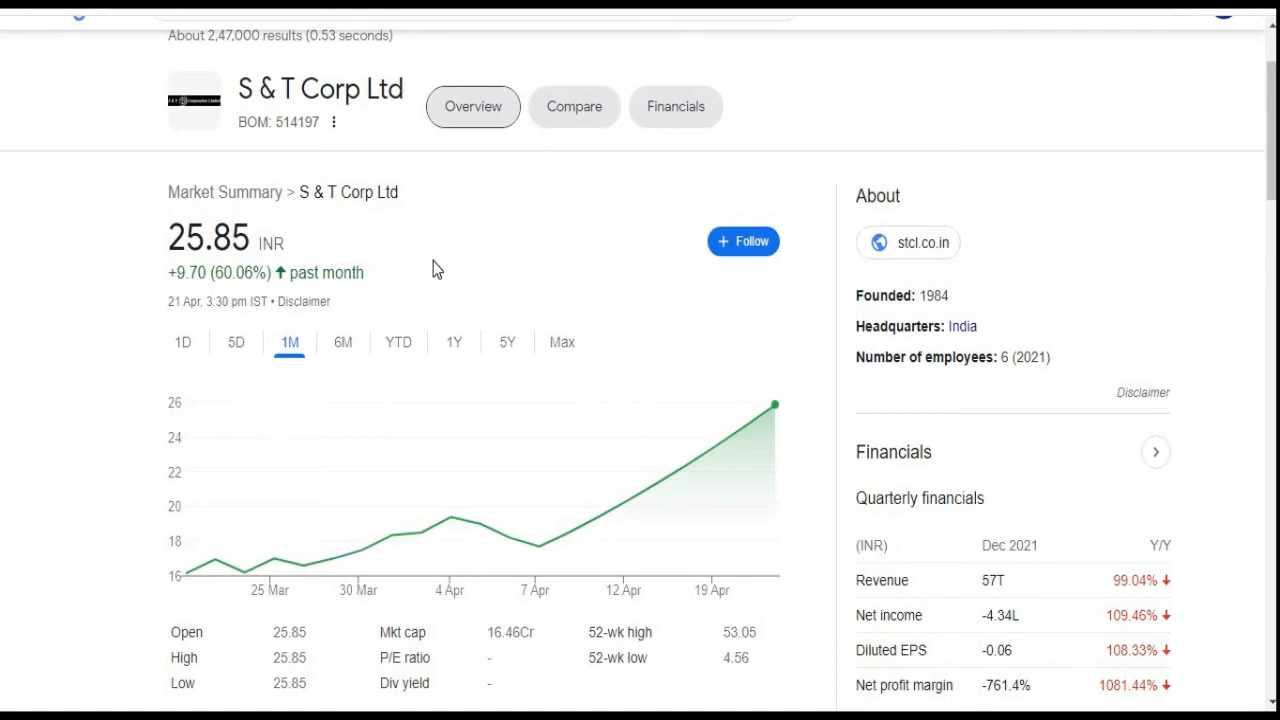 About 2,47,000 results (0.53 seconds)
S & T Corp Ltd
BOM: 514197
Overview
Compare
Financials
Market Summary > S & T Corp Ltd
25.85 INR
+ Follow
+9.70 (60.06%) ↑ past month
21 Apr, 3:30 pm IST • Disclaimer
1D 5D 1M 6M YTD 1Y 5Y Max
26
24
22
20
18
16
25 Mar 30 Mar 4 Apr 7 Apr 12 Apr 19 Apr
Open 25.85 Mkt cap 16.46Cr 52-wk high 53.05
High 25.85 P/E ratio - 52-wk low 4.56
Low 25.85 Div yield -
About
stcl.co.in
Founded: 1984
Headquarters: India
Number of employees: 6 (2021)
Disclaimer
Financials
Quarterly financials
(INR) Dec 2021 Y/Y
Revenue 57T 99.04% ↓
Net income -4.34L 109.46% ↓
Diluted EPS -0.06 108.33% ↓
Net profit margin -761.4% 1081.44% ↓